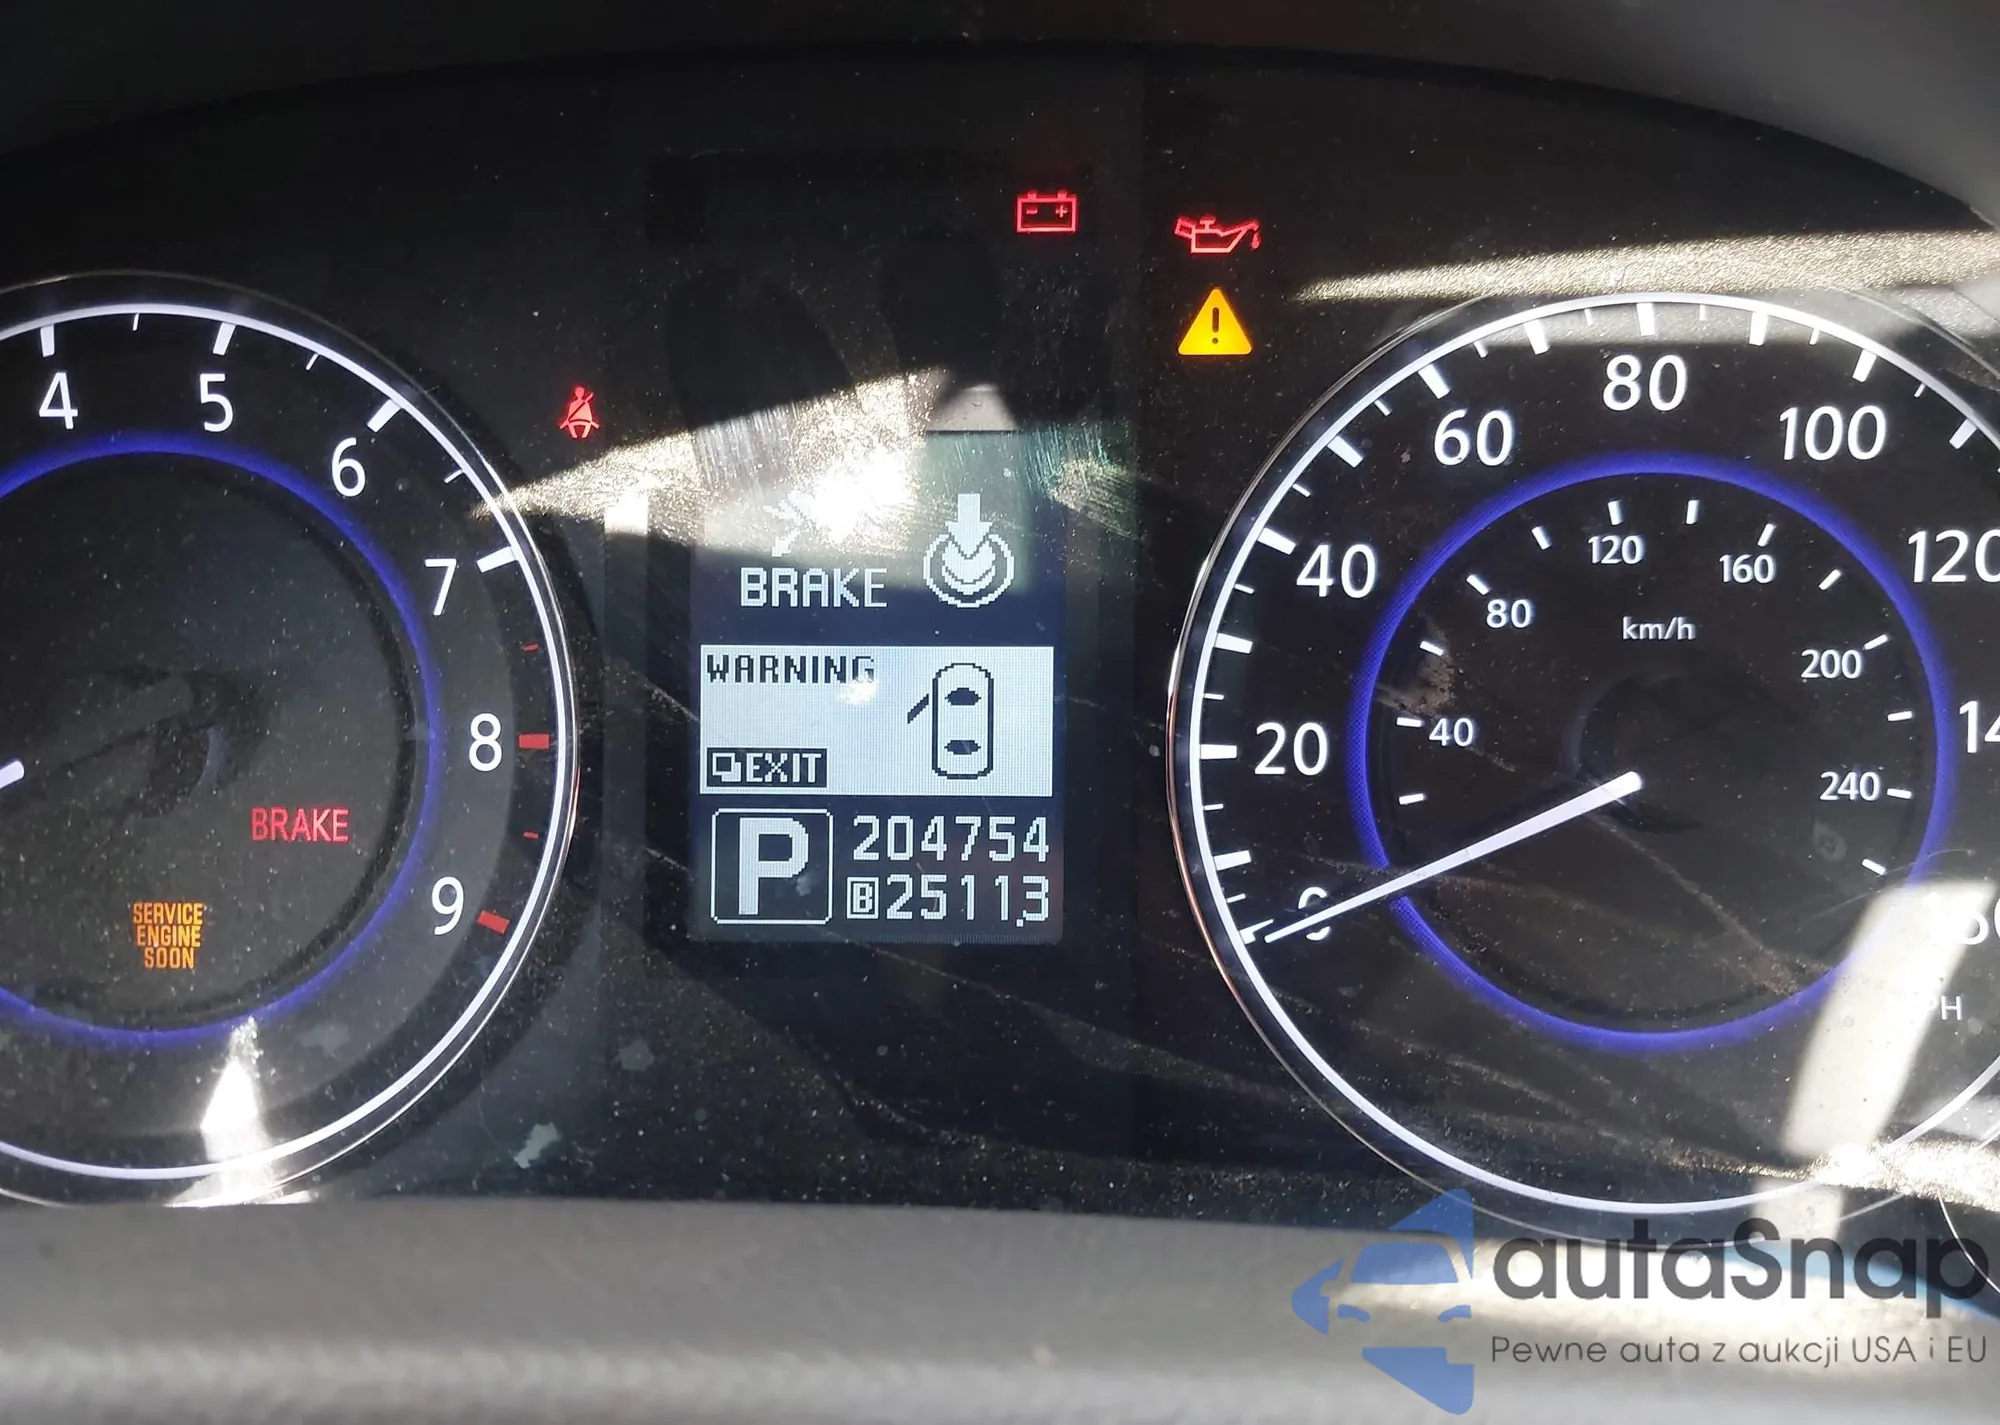 4
5
6
7
8
9
BRAKE
SERVICE
ENGINE
SOON
BRAKE
WARNING
EXIT
P
204754
B 2511.3
20
40
60
80
100
120
40
80
120
160
200
240
km/h
autaSnap
Pewne auta z aukcji USA i EU